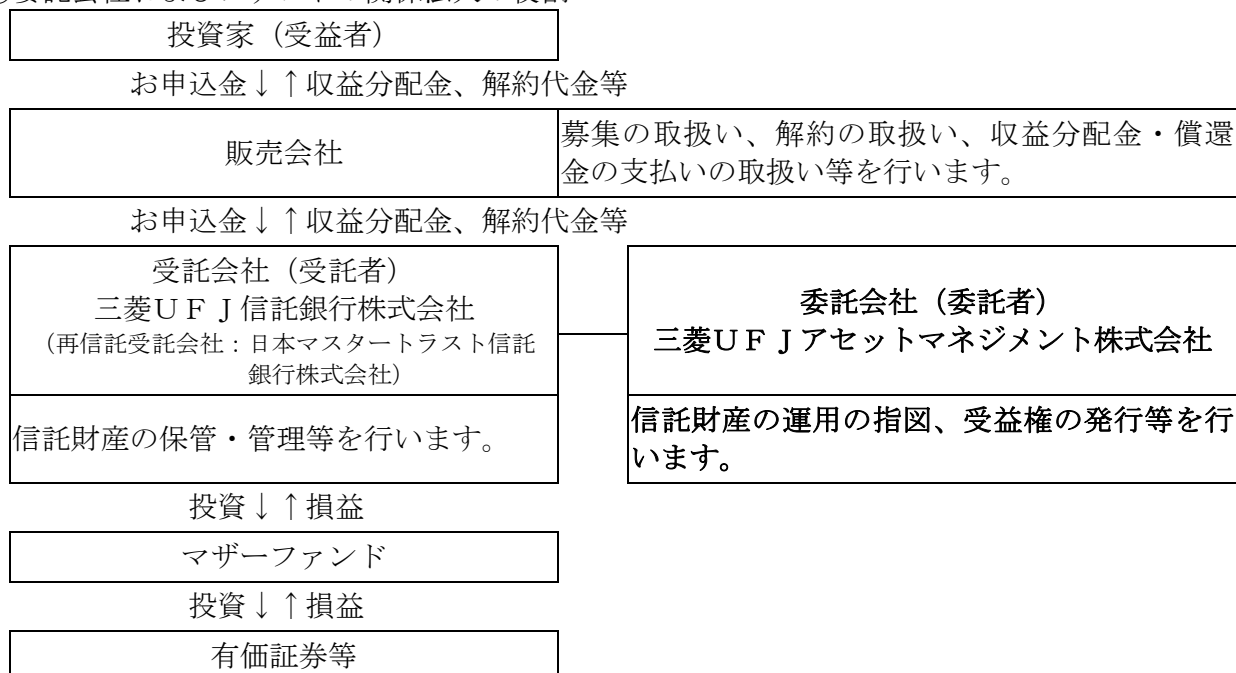 投資家（受益者）
お申込金↓↑収益分配金、解約代金等
販売会社
募集の取扱い、解約の取扱い、収益分配金・償還
金の支払いの取扱い等を行います。
お申込金↓↑収益分配金、解約代金等
受託会社（受託者）
三菱ＵＦＪ信託銀行株式会社
（再信託受託会社：日本マスタートラスト信託
銀行株式会社）
信託財産の保管・管理等を行います。
委託会社（委託者）
三菱ＵＦＪアセットマネジメント株式会社
信託財産の運用の指図、受益権の発行等を行
います。
投資↓↑損益
マザーファンド
投資↓↑損益
有価証券等